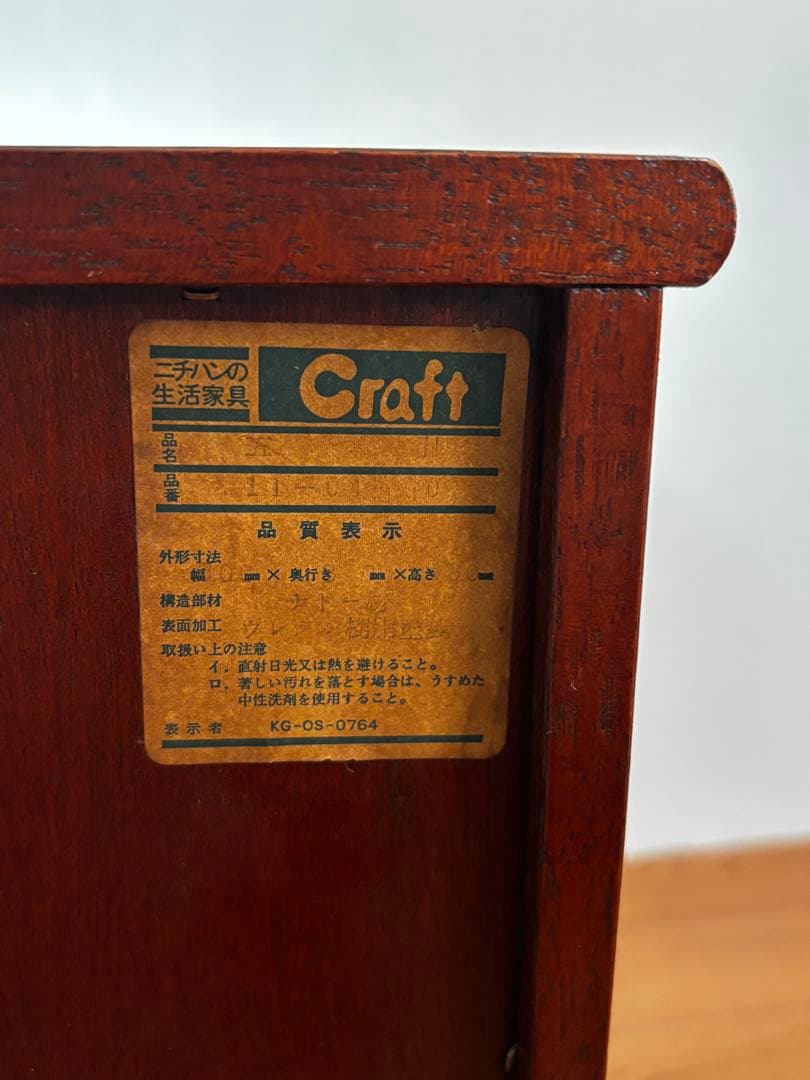 ニチハンの
生活家具
Craft
品名
品番 11-01
品質表示
外形寸法
幅 mm × 奥行き mm × 高さ mm
構造部材
表面加工
取扱い上の注意
イ．直射日光又は熱を避けること。
ロ．著しい汚れを落とす場合は、うすめた
中性洗剤を使用すること。
表示者 KG-OS-0764